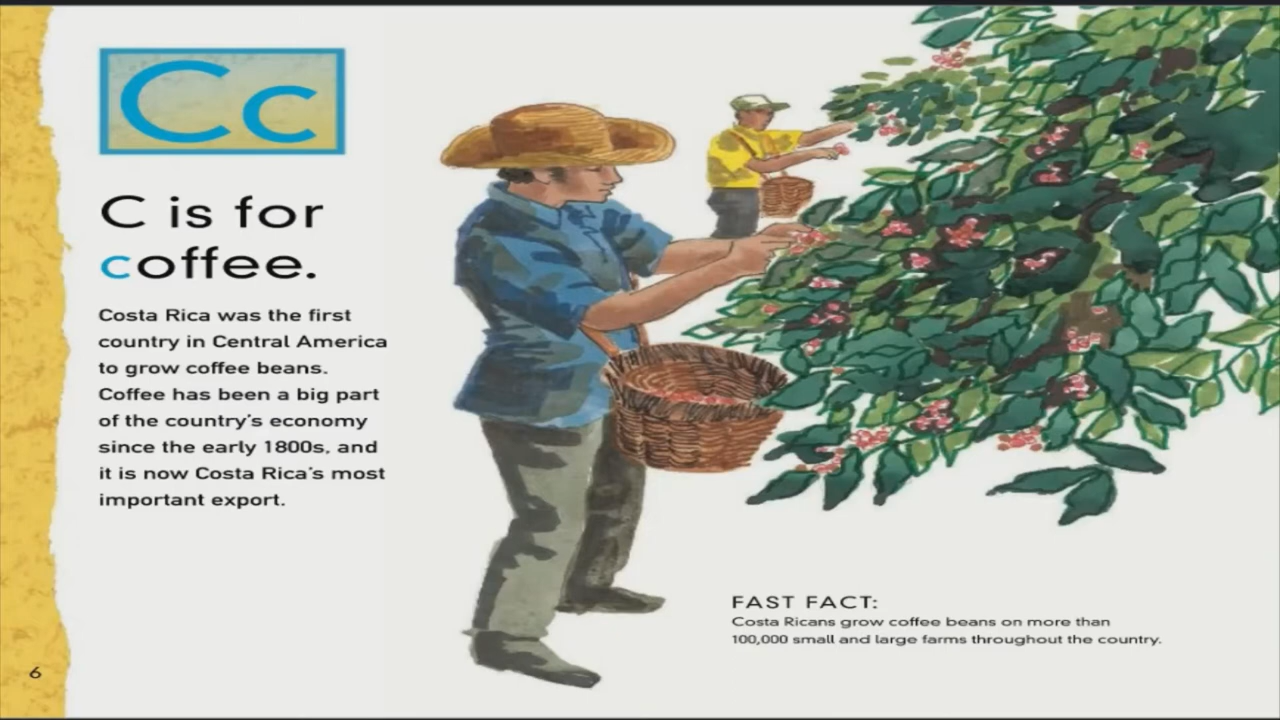 Cc
C is for
coffee.
Costa Rica was the first
country in Central America
to grow coffee beans.
Coffee has been a big part
of the country's economy
since the early 1800s, and
it is now Costa Rica's most
important export.
FAST FACT:
Costa Ricans grow coffee beans on more than
100,000 small and large farms throughout the country.
6